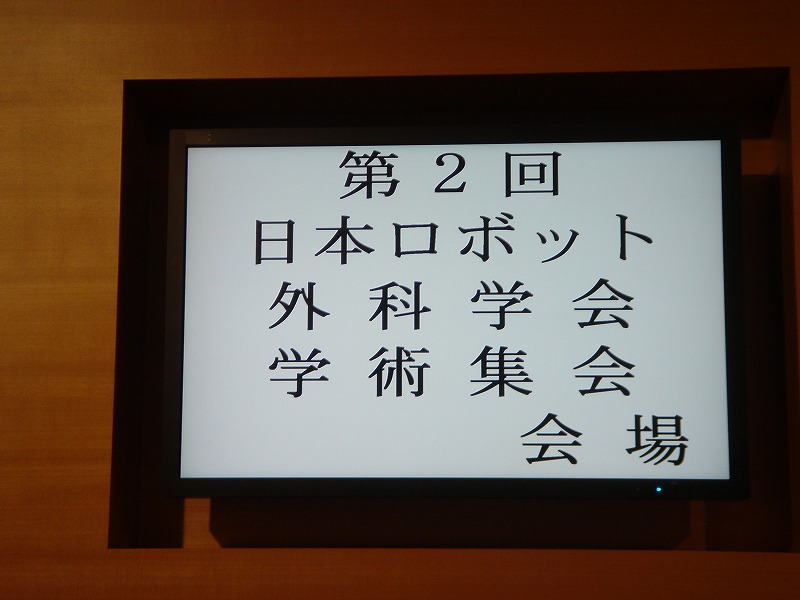 第２回
日本ロボット
外科学会
学術集会
会場